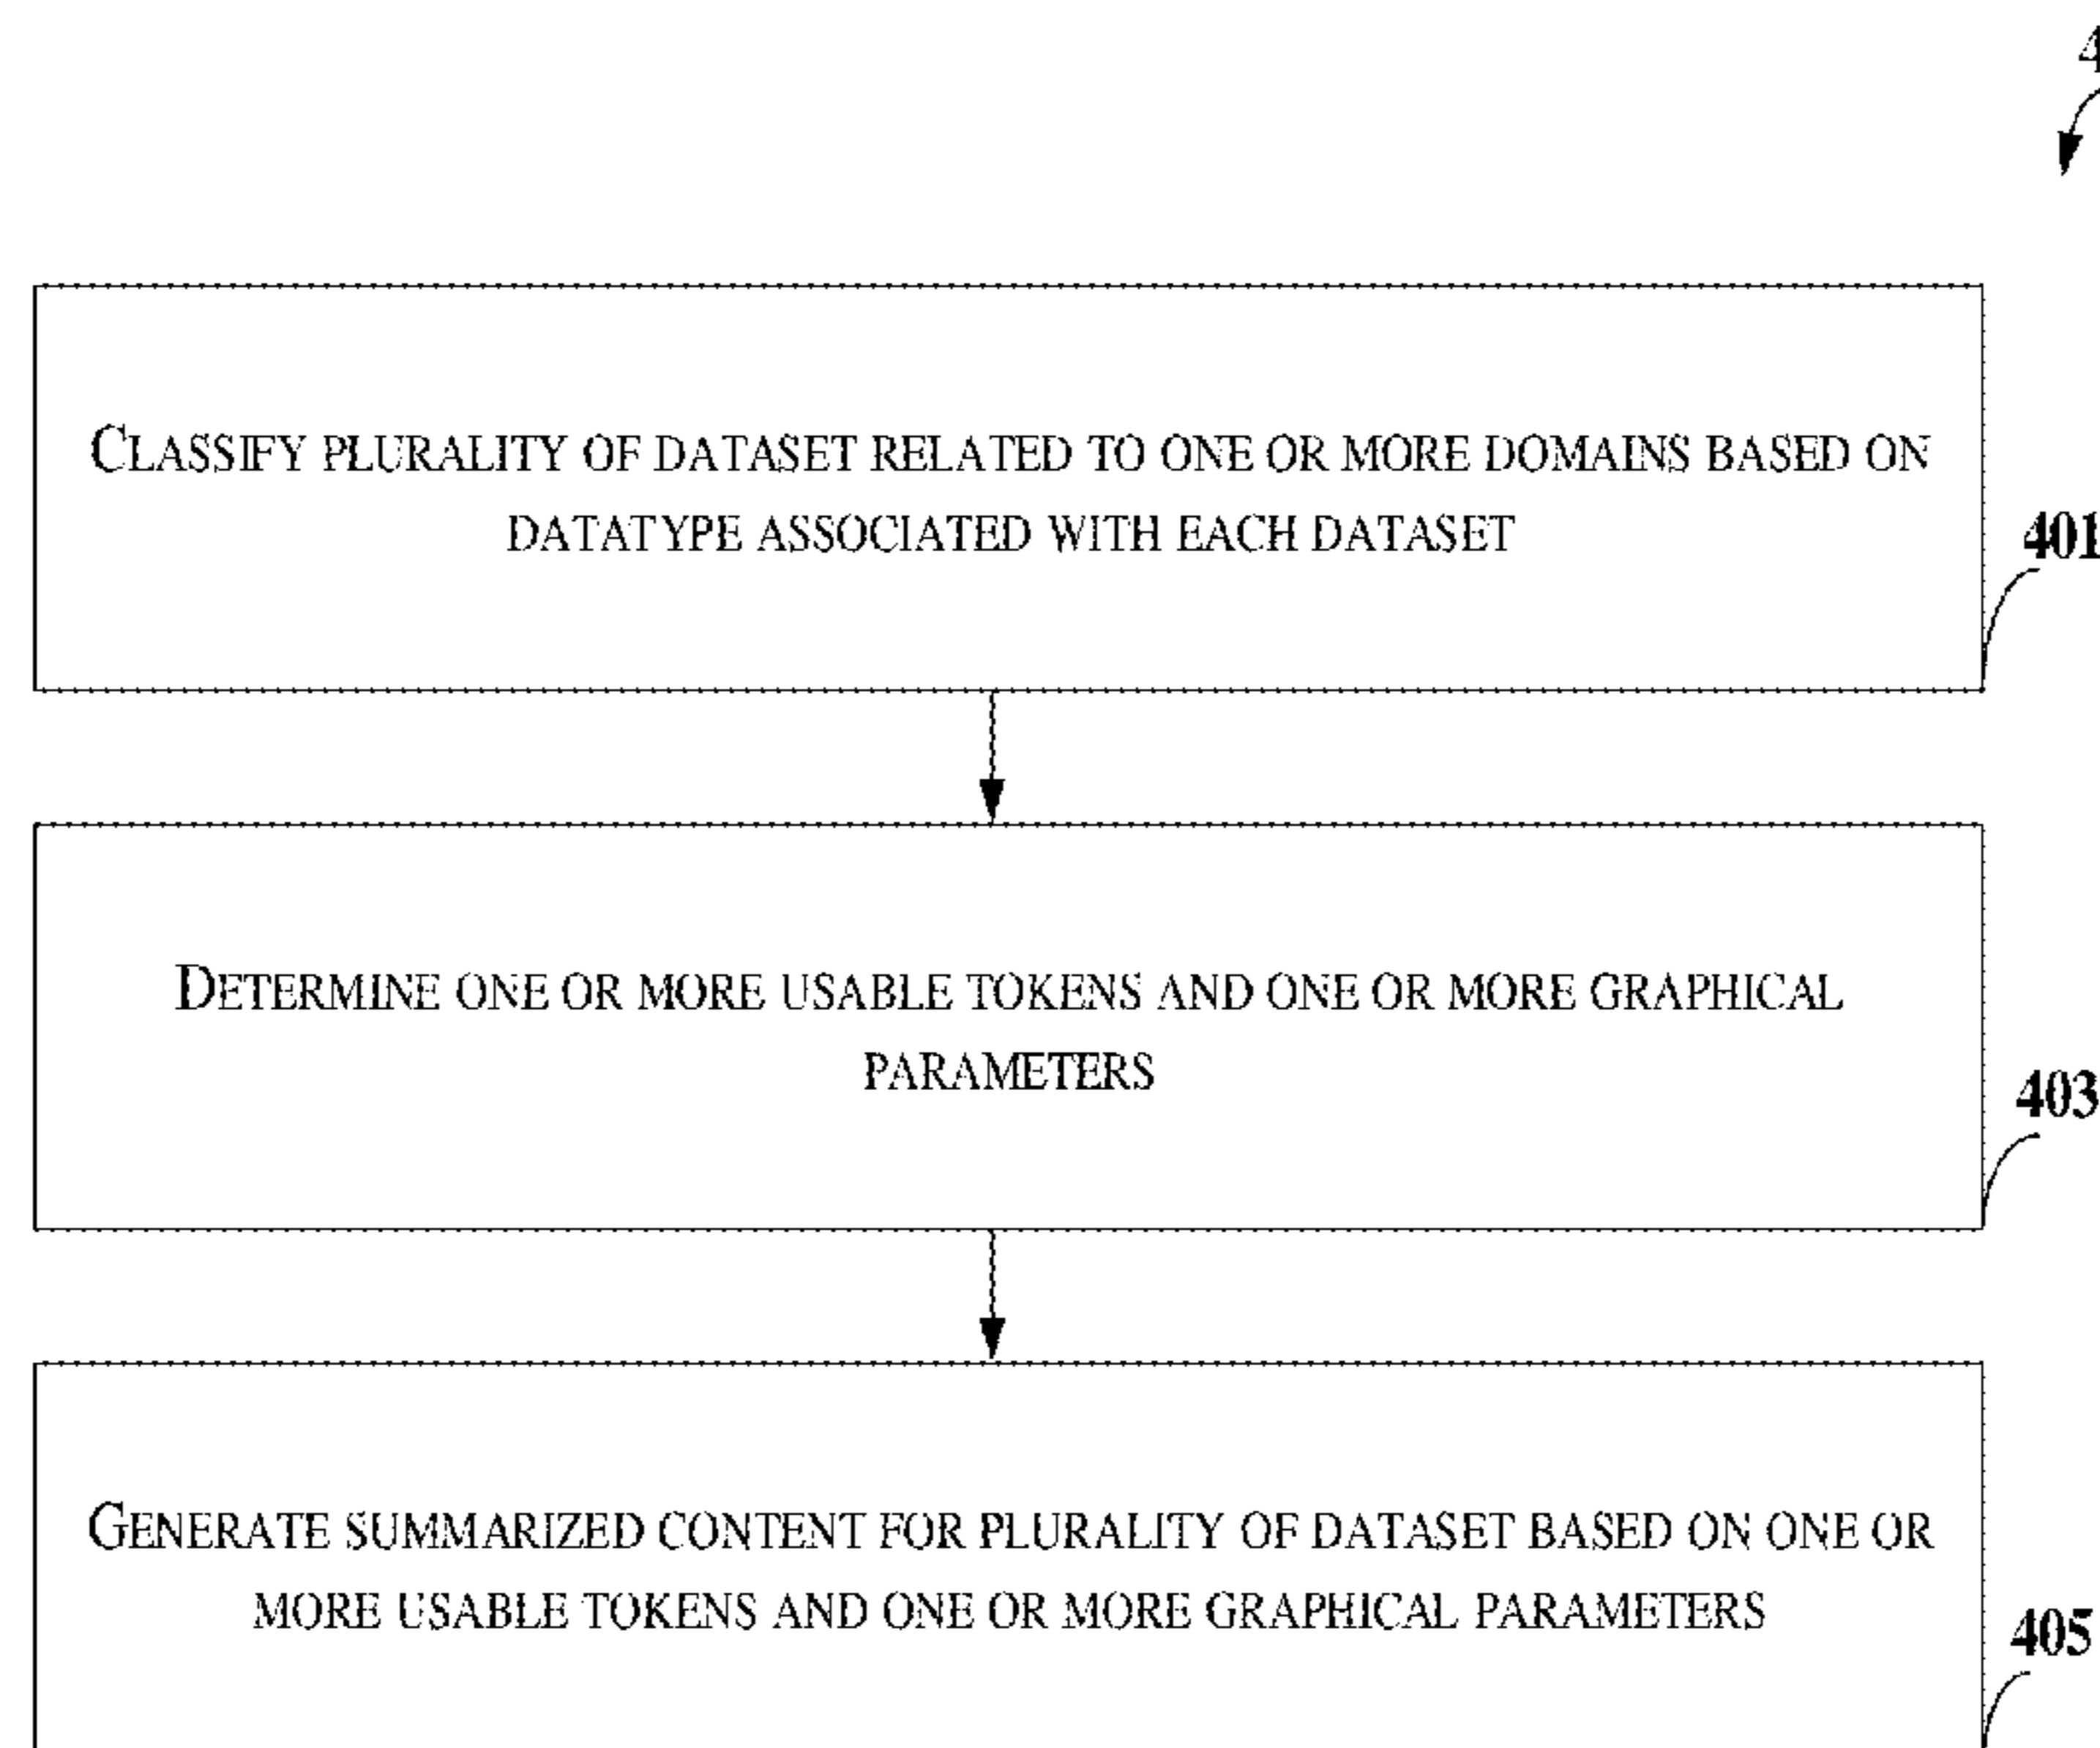 CLASSIFY PLURALITY OF DATASET RELATED TO ONE OR MORE DOMAINS BASED ON
DATATYPE ASSOCIATED WITH EACH DATASET
401
DETERMINE ONE OR MORE USABLE TOKENS AND ONE OR MORE GRAPHICAL
PARAMETERS
403
GENERATE SUMMARIZED CONTENT FOR PLURALITY OF DATASET BASED ON ONE OR
MORE USABLE TOKENS AND ONE OR MORE GRAPHICAL PARAMETERS
405